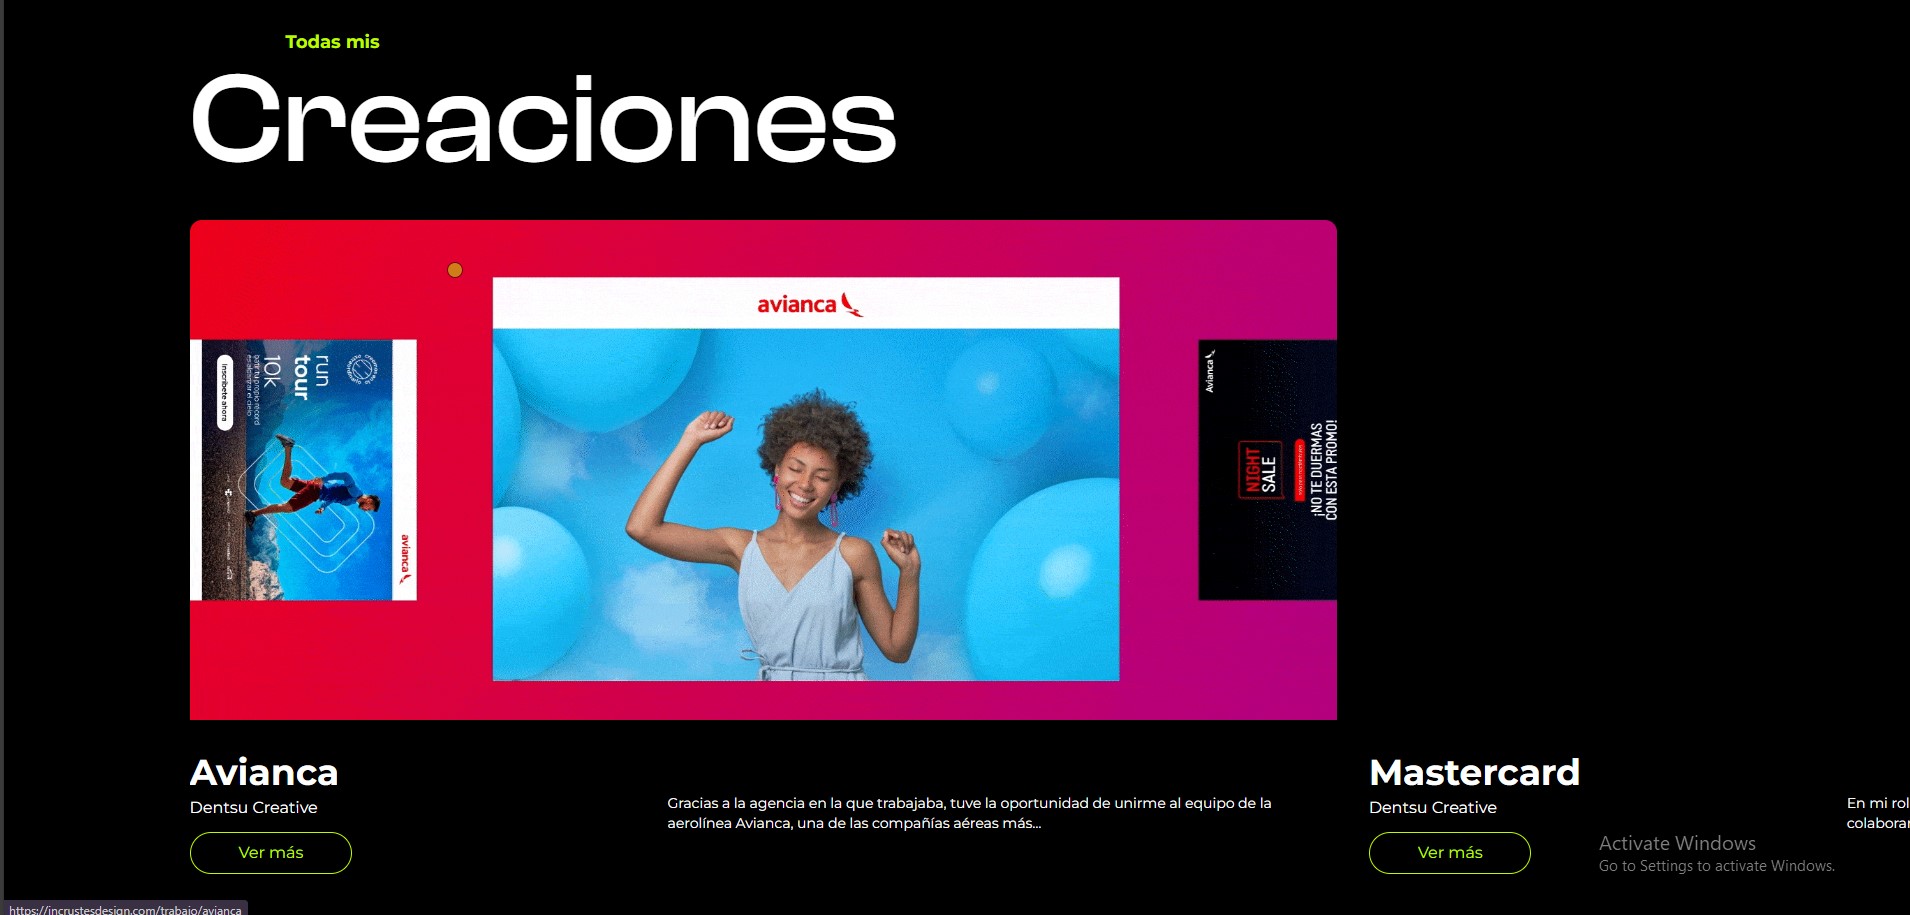 Todas mis
Creaciones
avianca
run
tour
10k
Inscríbete ahora
avianca
Avianca
NIGHT
SALE
¡NO TE DUERMAS
CON ESTA PROMO!
Avianca
Dentsu Creative
Ver más
Gracias a la agencia en la que trabajaba, tuve la oportunidad de unirme al equipo de la
aerolínea Avianca, una de las compañías aéreas más...
Mastercard
Dentsu Creative
Ver más
En mi rol
colaborar
Activate Windows
Go to Settings to activate Windows.
https://incrustesdesign.com/trabajo/avianca